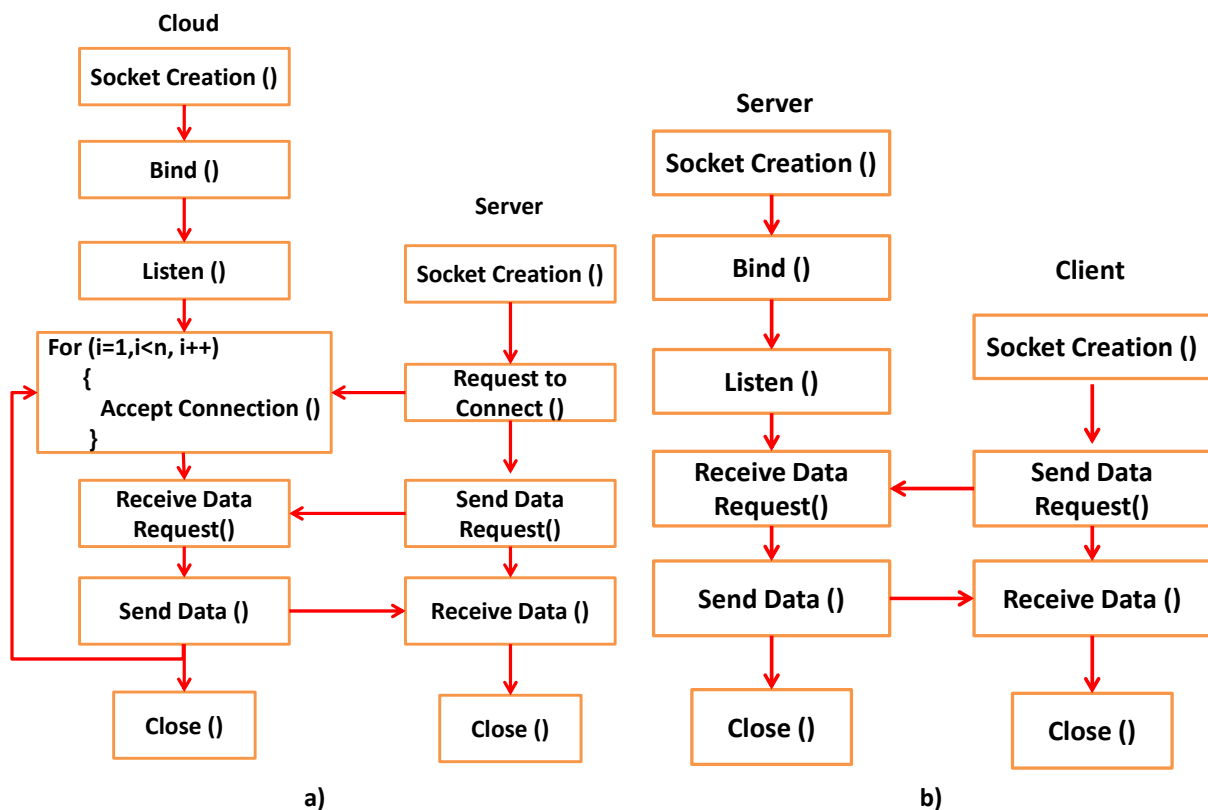 Cloud
Socket Creation ()
Bind ()
Listen ()
For (i=1,i<n, i++)
{
Accept Connection ()
}
Receive Data
Request()
Send Data ()
Close ()
Server
Socket Creation ()
Request to
Connect ()
Send Data
Request()
Receive Data ()
Close ()
a)
Server
Socket Creation ()
Bind ()
Listen ()
Receive Data
Request()
Send Data ()
Close ()
Client
Socket Creation ()
Send Data
Request()
Receive Data ()
Close ()
b)